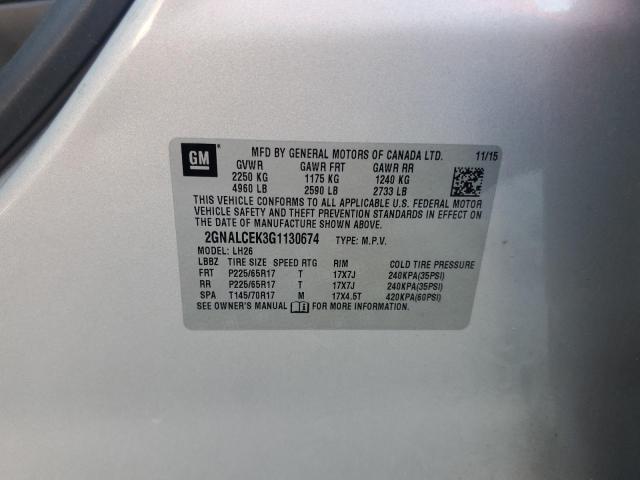 GM
MFD BY GENERAL MOTORS OF CANADA LTD. 11/15
GVWR GAWR FRT GAWR RR
2250 KG 1175 KG 1240 KG
4960 LB 2590 LB 2733 LB
THIS VEHICLE CONFORMS TO ALL APPLICABLE U.S. FEDERAL MOTOR
VEHICLE SAFETY AND THEFT PREVENTION STANDARDS IN EFFECT ON
THE DATE OF MANUFACTURE SHOWN ABOVE.
2GNALCEK3G1130674 TYPE: M.P.V.
MODEL: LH26
LBBZ TIRE SIZE SPEED RTG RIM COLD TIRE PRESSURE
FRT P225/65R17 T 17X7J 240KPA(35PSI)
RR P225/65R17 T 17X7J 240KPA(35PSI)
SPA T145/70R17 M 17X4.5T 420KPA(60PSI)
SEE OWNER'S MANUAL FOR MORE INFORMATION.